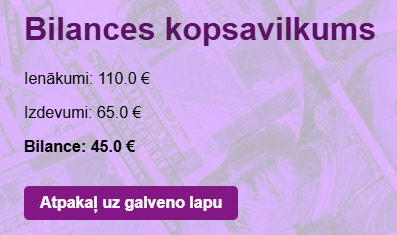 Bilances kopsavilkums
Ienākumi: 110.0 €
Izdevumi: 65.0 €
Bilance: 45.0 €
Atpakaļ uz galveno lapu